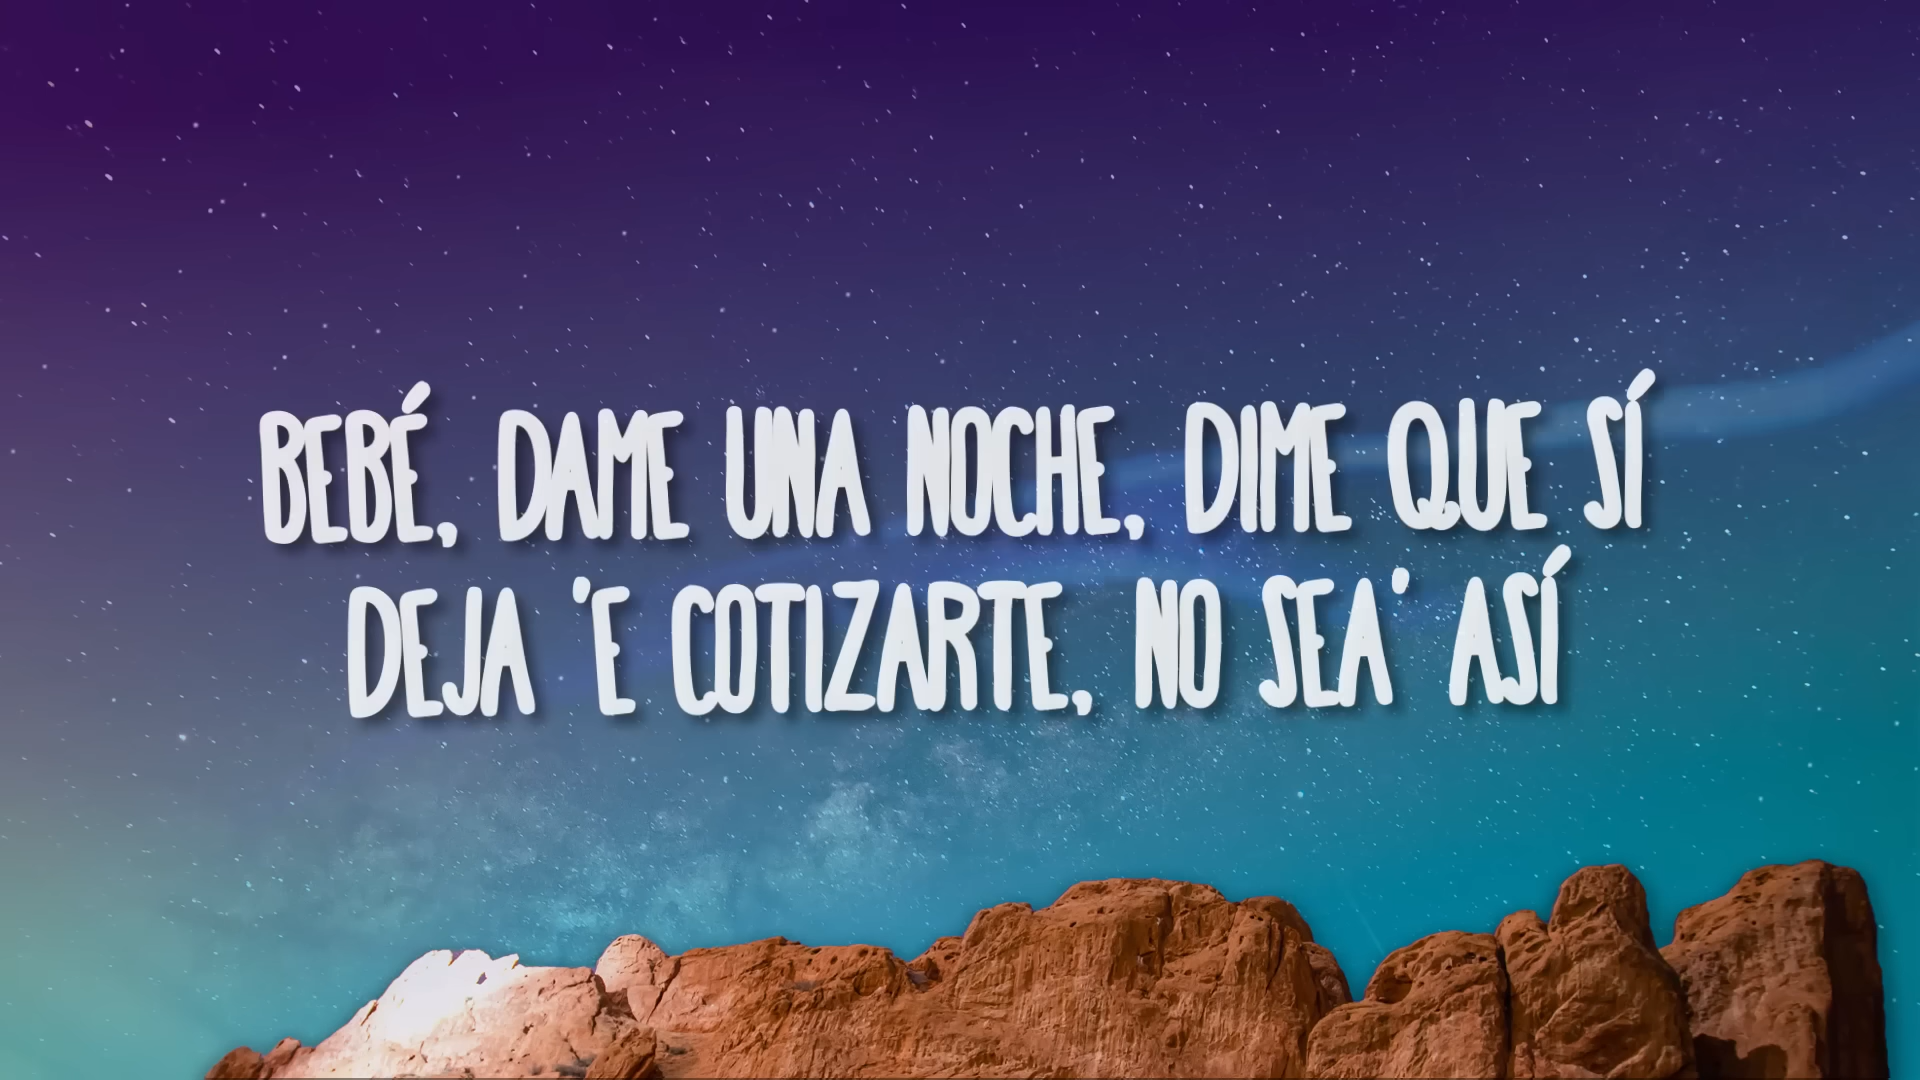 BEBÉ, DAME UNA NOCHE, DIME QUE SÍ
DEJA 'E COTIZARTE, NO SEA' ASÍ